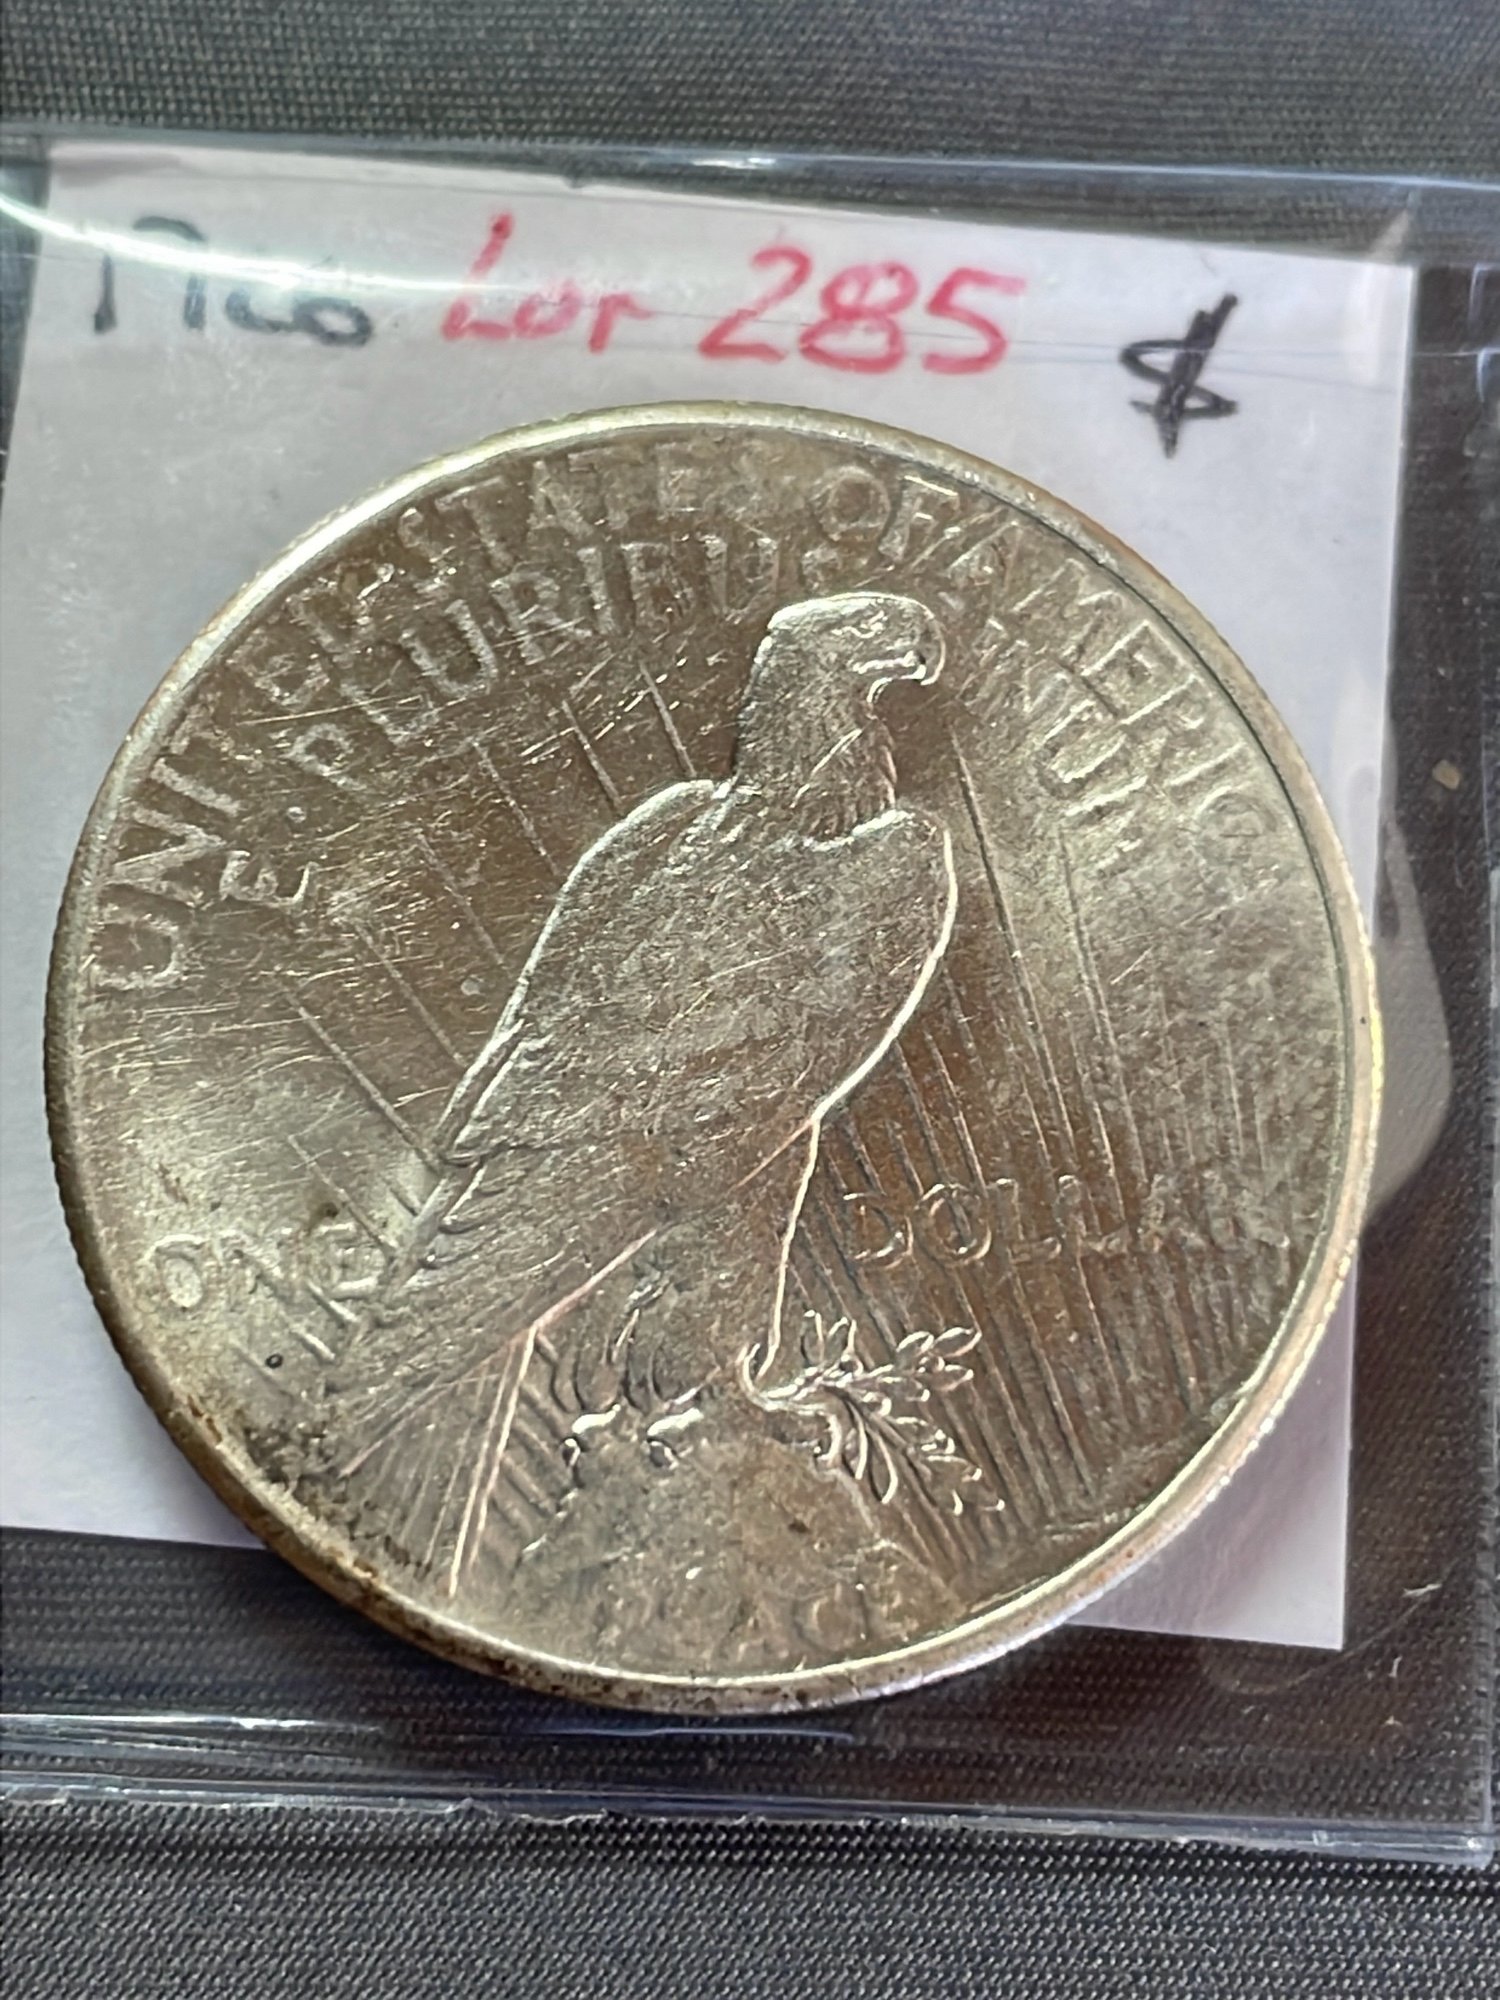 Lot 285 $
UNITED STATES OF AMERICA
E · PLURIBUS UNUM
ONE DOLLAR
PEACE